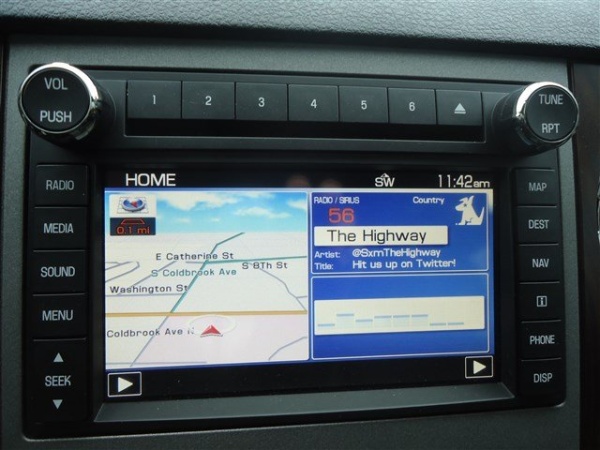 VOL
PUSH
1 2 3 4 5 6
TUNE
RPT
RADIO
MEDIA
SOUND
MENU
SEEK
HOME
SW
11:42am
0.1 mi
E Catherine St
S Coldbrook Ave
S 8th St
Washington St
Coldbrook Ave N
RADIO / SIRIUS
Country
56
The Highway
Artist: @SxmTheHighway
Title: Hit us up on Twitter!
MAP
DEST
NAV
i
PHONE
DISP